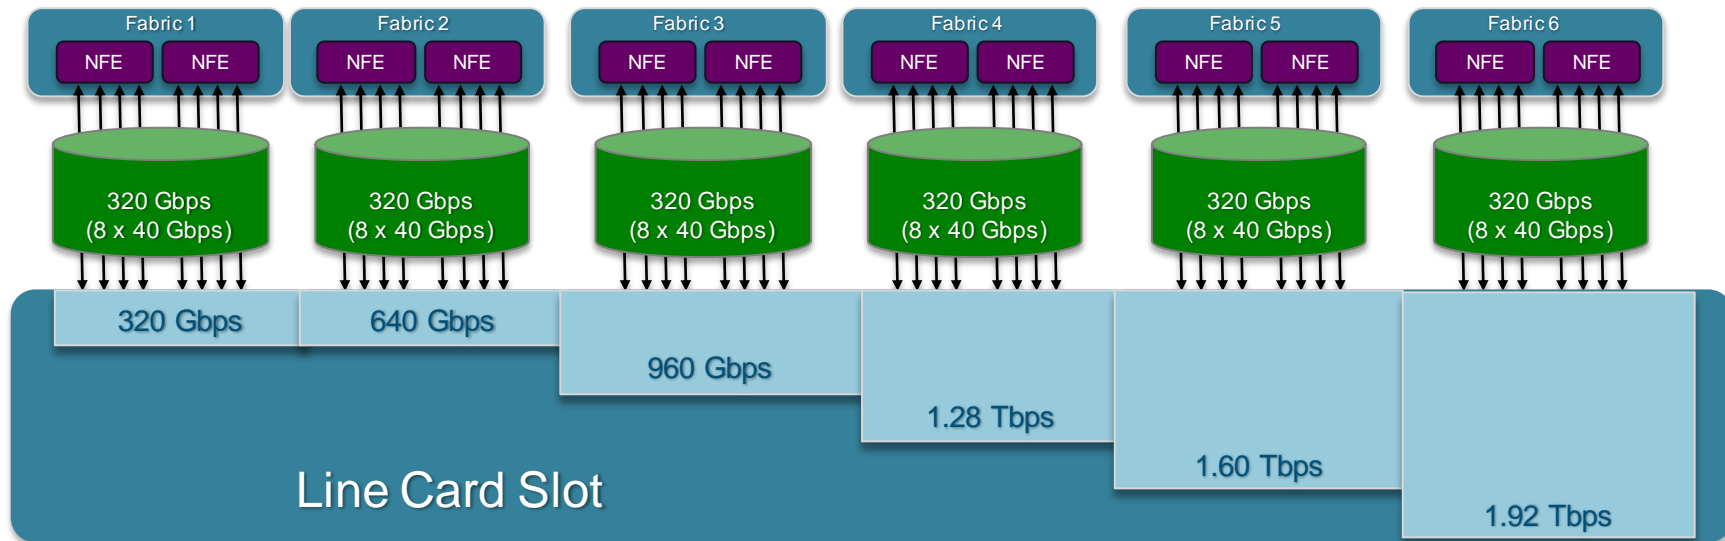 Fabric 1
Fabric 2
Fabric 3
Fabric 4
Fabric 5
Fabric 6
NFE NFE
NFE NFE
NFE NFE
NFE NFE
NFE NFE
NFE NFE
320 Gbps
(8 x 40 Gbps)
320 Gbps
(8 x 40 Gbps)
320 Gbps
(8 x 40 Gbps)
320 Gbps
(8 x 40 Gbps)
320 Gbps
(8 x 40 Gbps)
320 Gbps
(8 x 40 Gbps)
320 Gbps
640 Gbps
960 Gbps
1.28 Tbps
1.60 Tbps
1.92 Tbps
Line Card Slot